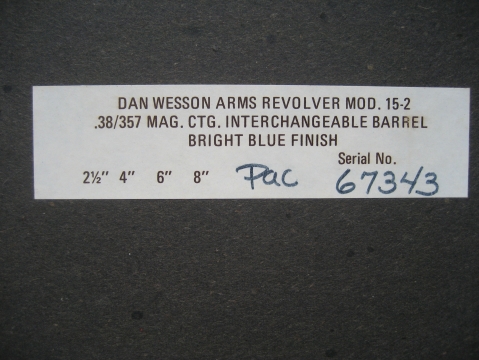 DAN WESSON ARMS REVOLVER MOD. 15-2
.38/357 MAG. CTG. INTERCHANGEABLE BARREL
BRIGHT BLUE FINISH
Serial No.
2½" 4" 6" 8" Pac 67343